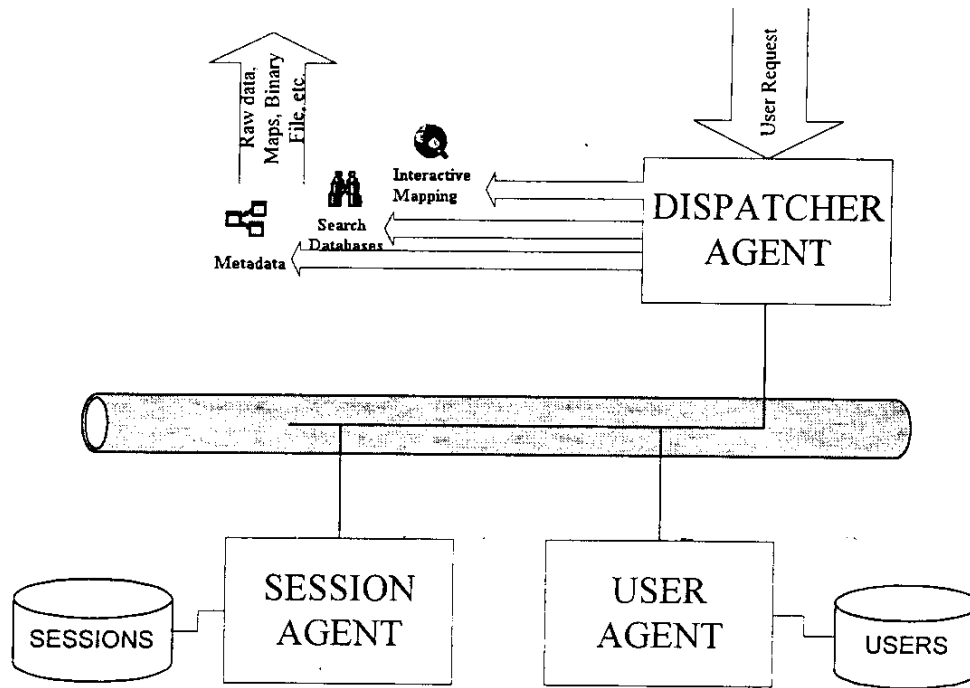 Raw data,
Maps, Binary
File, etc.
User Request
Interactive
Mapping
Search
Databases
Metadata
DISPATCHER
AGENT
SESSION
AGENT
USER
AGENT
SESSIONS
USERS